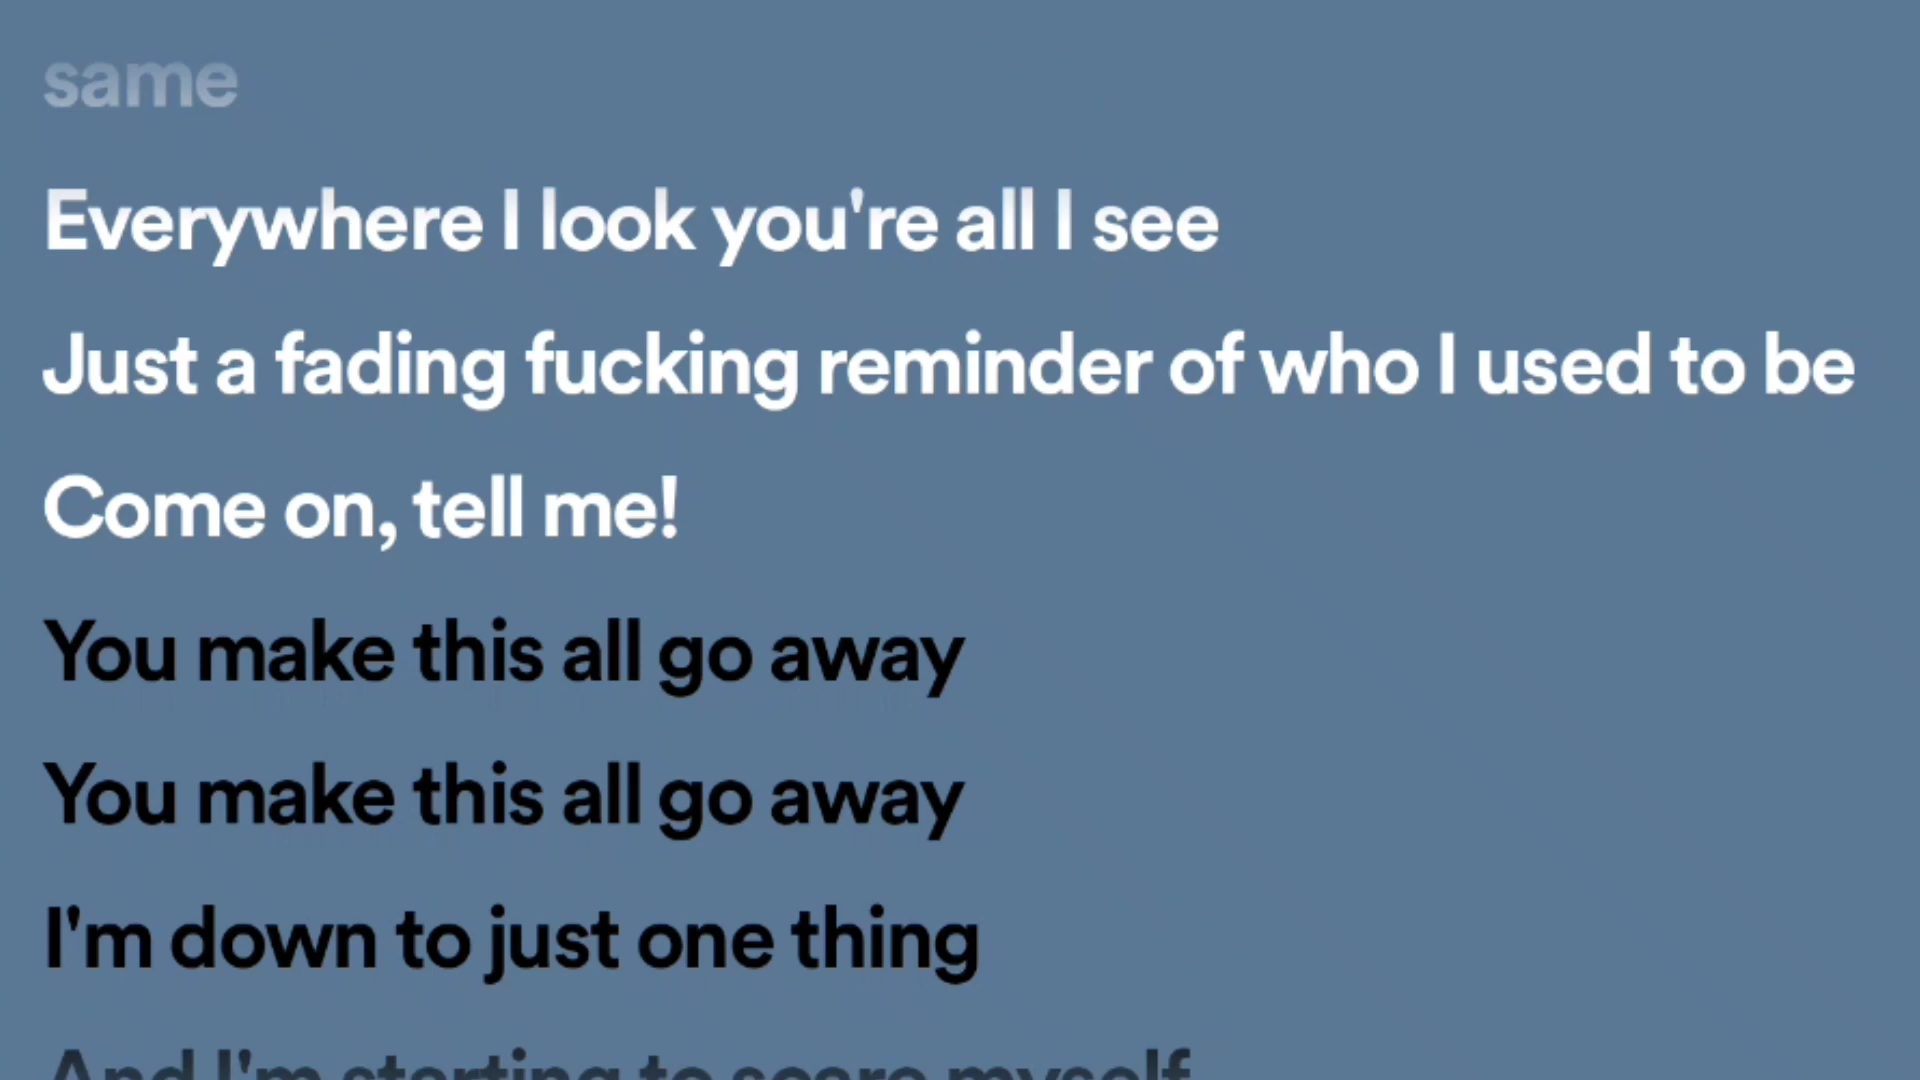 same
Everywhere I look you're all I see
Just a fading fucking reminder of who I used to be
Come on, tell me!
You make this all go away
You make this all go away
I'm down to just one thing
And I'm starting to scare myself